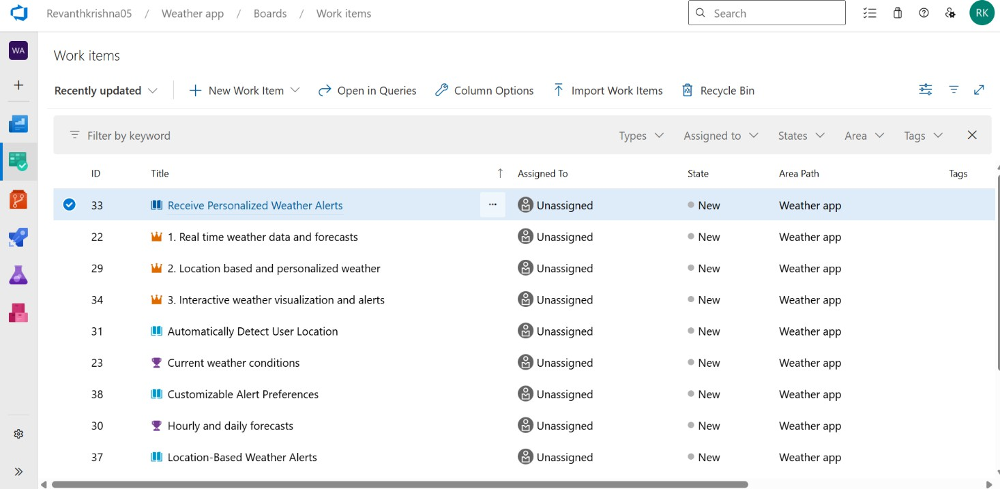 Revanthkrishna05 / Weather app / Boards / Work items Search RK
WA
Work items
Recently updated New Work Item Open in Queries Column Options Import Work Items Recycle Bin
Filter by keyword Types Assigned to States Area Tags
ID Title Assigned To State Area Path Tags
33 Receive Personalized Weather Alerts Unassigned New Weather app
22 1. Real time weather data and forecasts Unassigned New Weather app
29 2. Location based and personalized weather Unassigned New Weather app
34 3. Interactive weather visualization and alerts Unassigned New Weather app
31 Automatically Detect User Location Unassigned New Weather app
23 Current weather conditions Unassigned New Weather app
38 Customizable Alert Preferences Unassigned New Weather app
30 Hourly and daily forecasts Unassigned New Weather app
37 Location-Based Weather Alerts Unassigned New Weather app